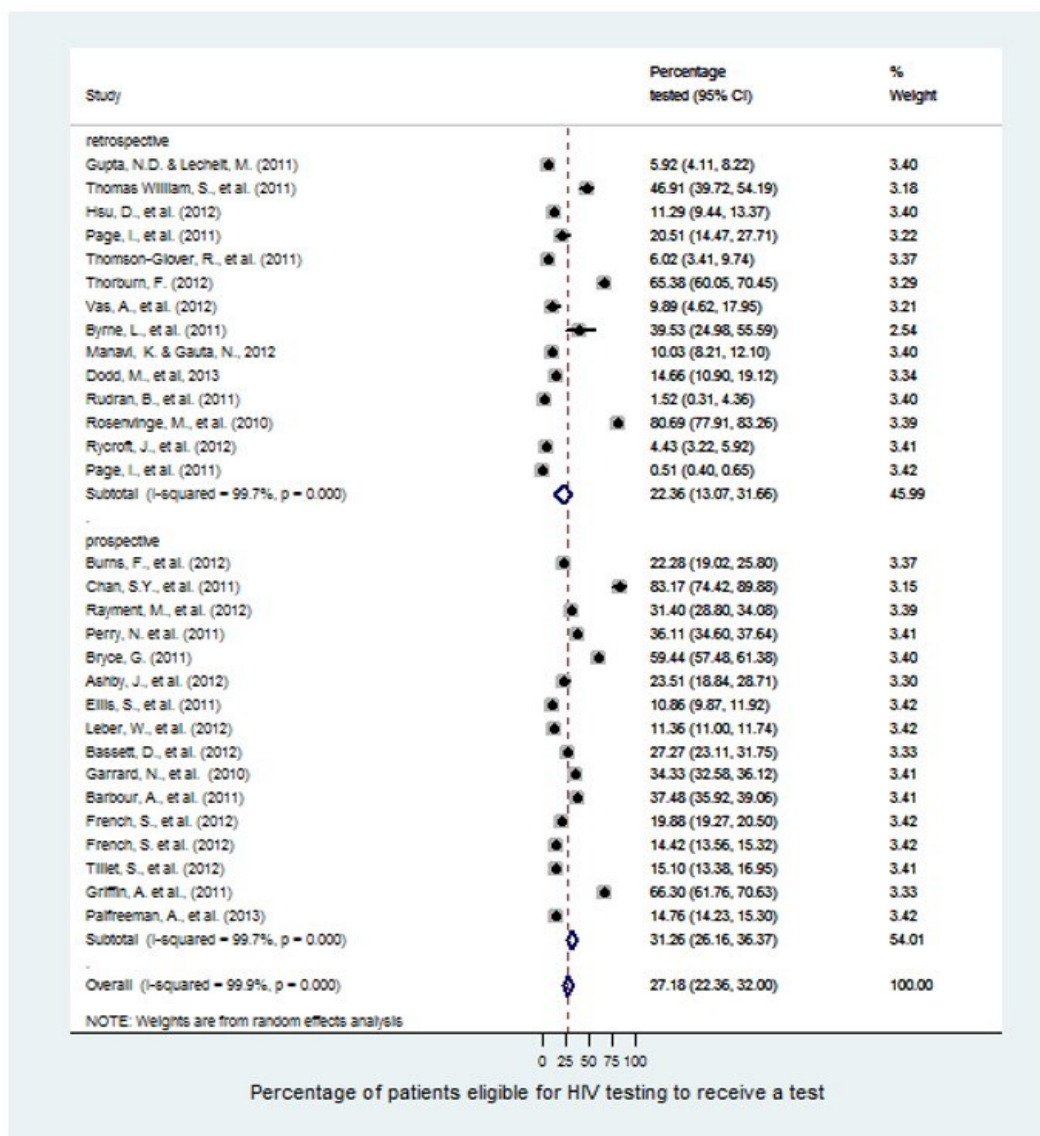 Study Percentage tested (95% CI) % Weight
retrospective
Gupta, N.D. & Lechelt, M. (2011) 5.92 (4.11, 8.22) 3.40
Thomas William, S., et al. (2011) 46.91 (39.72, 54.19) 3.18
Hsu, D., et al. (2012) 11.29 (9.44, 13.37) 3.40
Page, I., et al. (2011) 20.51 (14.47, 27.71) 3.22
Thomson-Glover, R., et al. (2011) 6.02 (3.41, 9.74) 3.37
Thorburn, F. (2012) 65.38 (60.05, 70.45) 3.29
Vas, A., et al. (2012) 9.89 (4.62, 17.95) 3.21
Byrne, L., et al. (2011) 39.53 (24.98, 55.59) 2.54
Manavi, K. & Gauta, N., 2012 10.03 (8.21, 12.10) 3.40
Dodd, M., et al, 2013 14.66 (10.90, 19.12) 3.34
Rudran, B., et al. (2011) 1.52 (0.31, 4.36) 3.40
Rosenvinge, M., et al. (2010) 80.69 (77.91, 83.26) 3.39
Rycroft, J., et al. (2012) 4.43 (3.22, 5.92) 3.41
Page, I., et al. (2011) 0.51 (0.40, 0.65) 3.42
Subtotal (I-squared = 99.7%, p = 0.000) 22.36 (13.07, 31.66) 45.99
.
prospective
Burns, F., et al. (2012) 22.28 (19.02, 25.80) 3.37
Chan, S.Y., et al. (2011) 83.17 (74.42, 89.88) 3.15
Rayment, M., et al. (2012) 31.40 (28.80, 34.08) 3.39
Perry, N. et al. (2011) 36.11 (34.60, 37.64) 3.41
Bryce, G. (2011) 59.44 (57.48, 61.38) 3.40
Ashby, J., et al. (2012) 23.51 (18.84, 28.71) 3.30
Ellis, S., et al. (2011) 10.86 (9.87, 11.92) 3.42
Leber, W., et al. (2012) 11.36 (11.00, 11.74) 3.42
Bassett, D., et al. (2012) 27.27 (23.11, 31.75) 3.33
Garrard, N., et al. (2010) 34.33 (32.58, 36.12) 3.41
Barbour, A., et al. (2011) 37.48 (35.92, 39.06) 3.41
French, S., et al. (2012) 19.88 (19.27, 20.50) 3.42
French, S. et al. (2012) 14.42 (13.56, 15.32) 3.42
Tillet, S., et al. (2012) 15.10 (13.38, 16.95) 3.41
Griffin, A. et al., (2011) 66.30 (61.76, 70.63) 3.33
Palfreeman, A., et al. (2013) 14.76 (14.23, 15.30) 3.42
Subtotal (I-squared = 99.7%, p = 0.000) 31.26 (26.16, 36.37) 54.01
.
Overall (I-squared = 99.9%, p = 0.000) 27.18 (22.36, 32.00) 100.00
NOTE: Weights are from random effects analysis
0 25 50 75 100
Percentage of patients eligible for HIV testing to receive a test